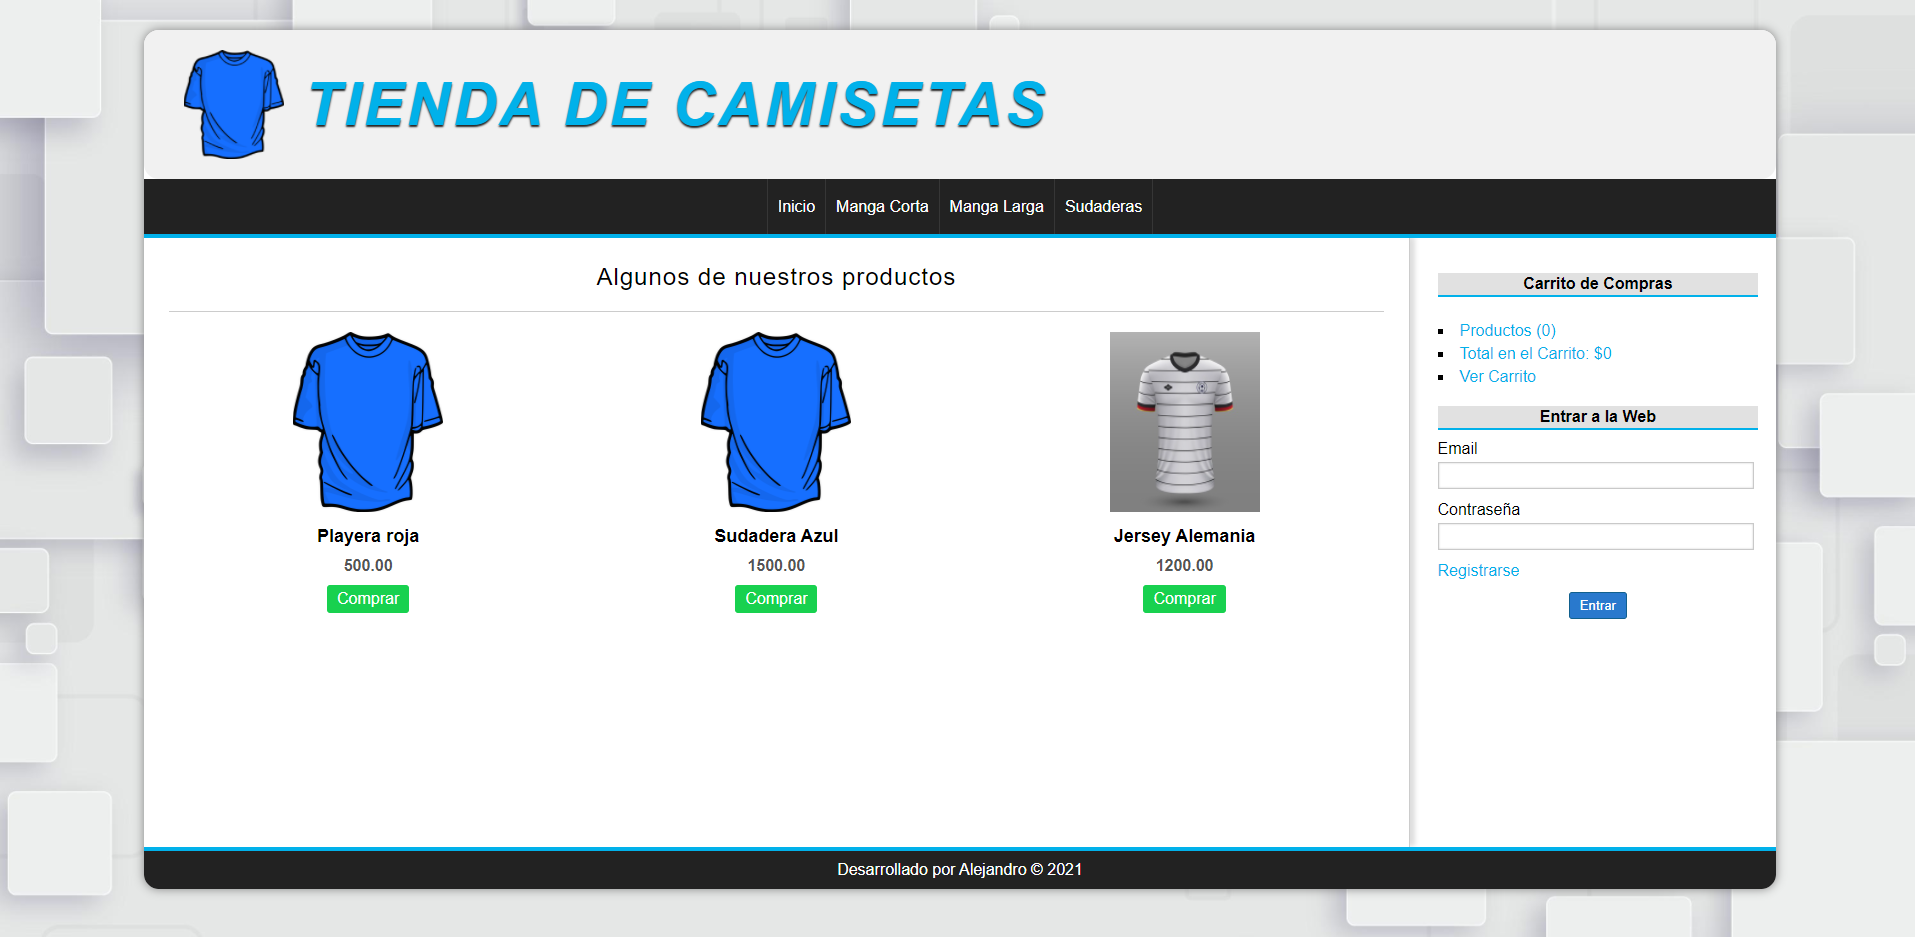 TIENDA DE CAMISETAS
Inicio Manga Corta Manga Larga Sudaderas
Algunos de nuestros productos
Playera roja
500.00
Comprar
Sudadera Azul
1500.00
Comprar
Jersey Alemania
1200.00
Comprar
Carrito de Compras
Productos (0)
Total en el Carrito: $0
Ver Carrito
Entrar a la Web
Email
Contraseña
Registrarse
Entrar
Desarrollado por Alejandro © 2021